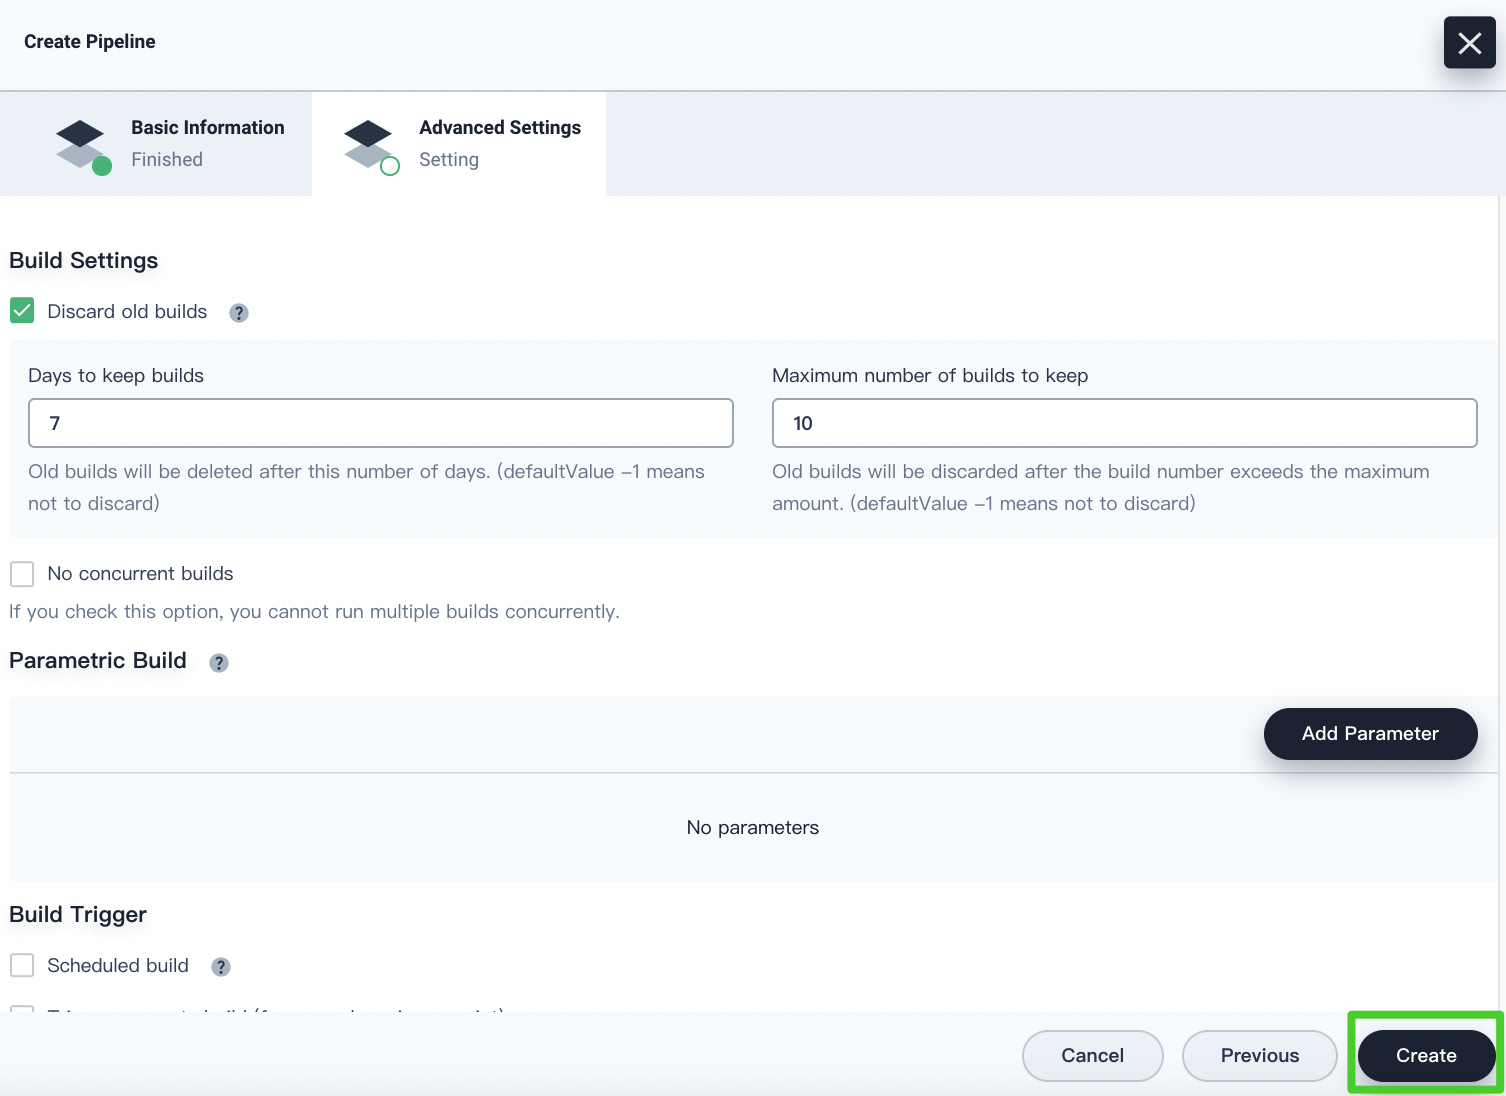 Create Pipeline
Basic Information
Finished
Advanced Settings
Setting
Build Settings
Discard old builds ?
Days to keep builds
7
Old builds will be deleted after this number of days. (defaultValue -1 means
not to discard)
Maximum number of builds to keep
10
Old builds will be discarded after the build number exceeds the maximum
amount. (defaultValue -1 means not to discard)
No concurrent builds
If you check this option, you cannot run multiple builds concurrently.
Parametric Build ?
Add Parameter
No parameters
Build Trigger
Scheduled build ?
Cancel
Previous
Create